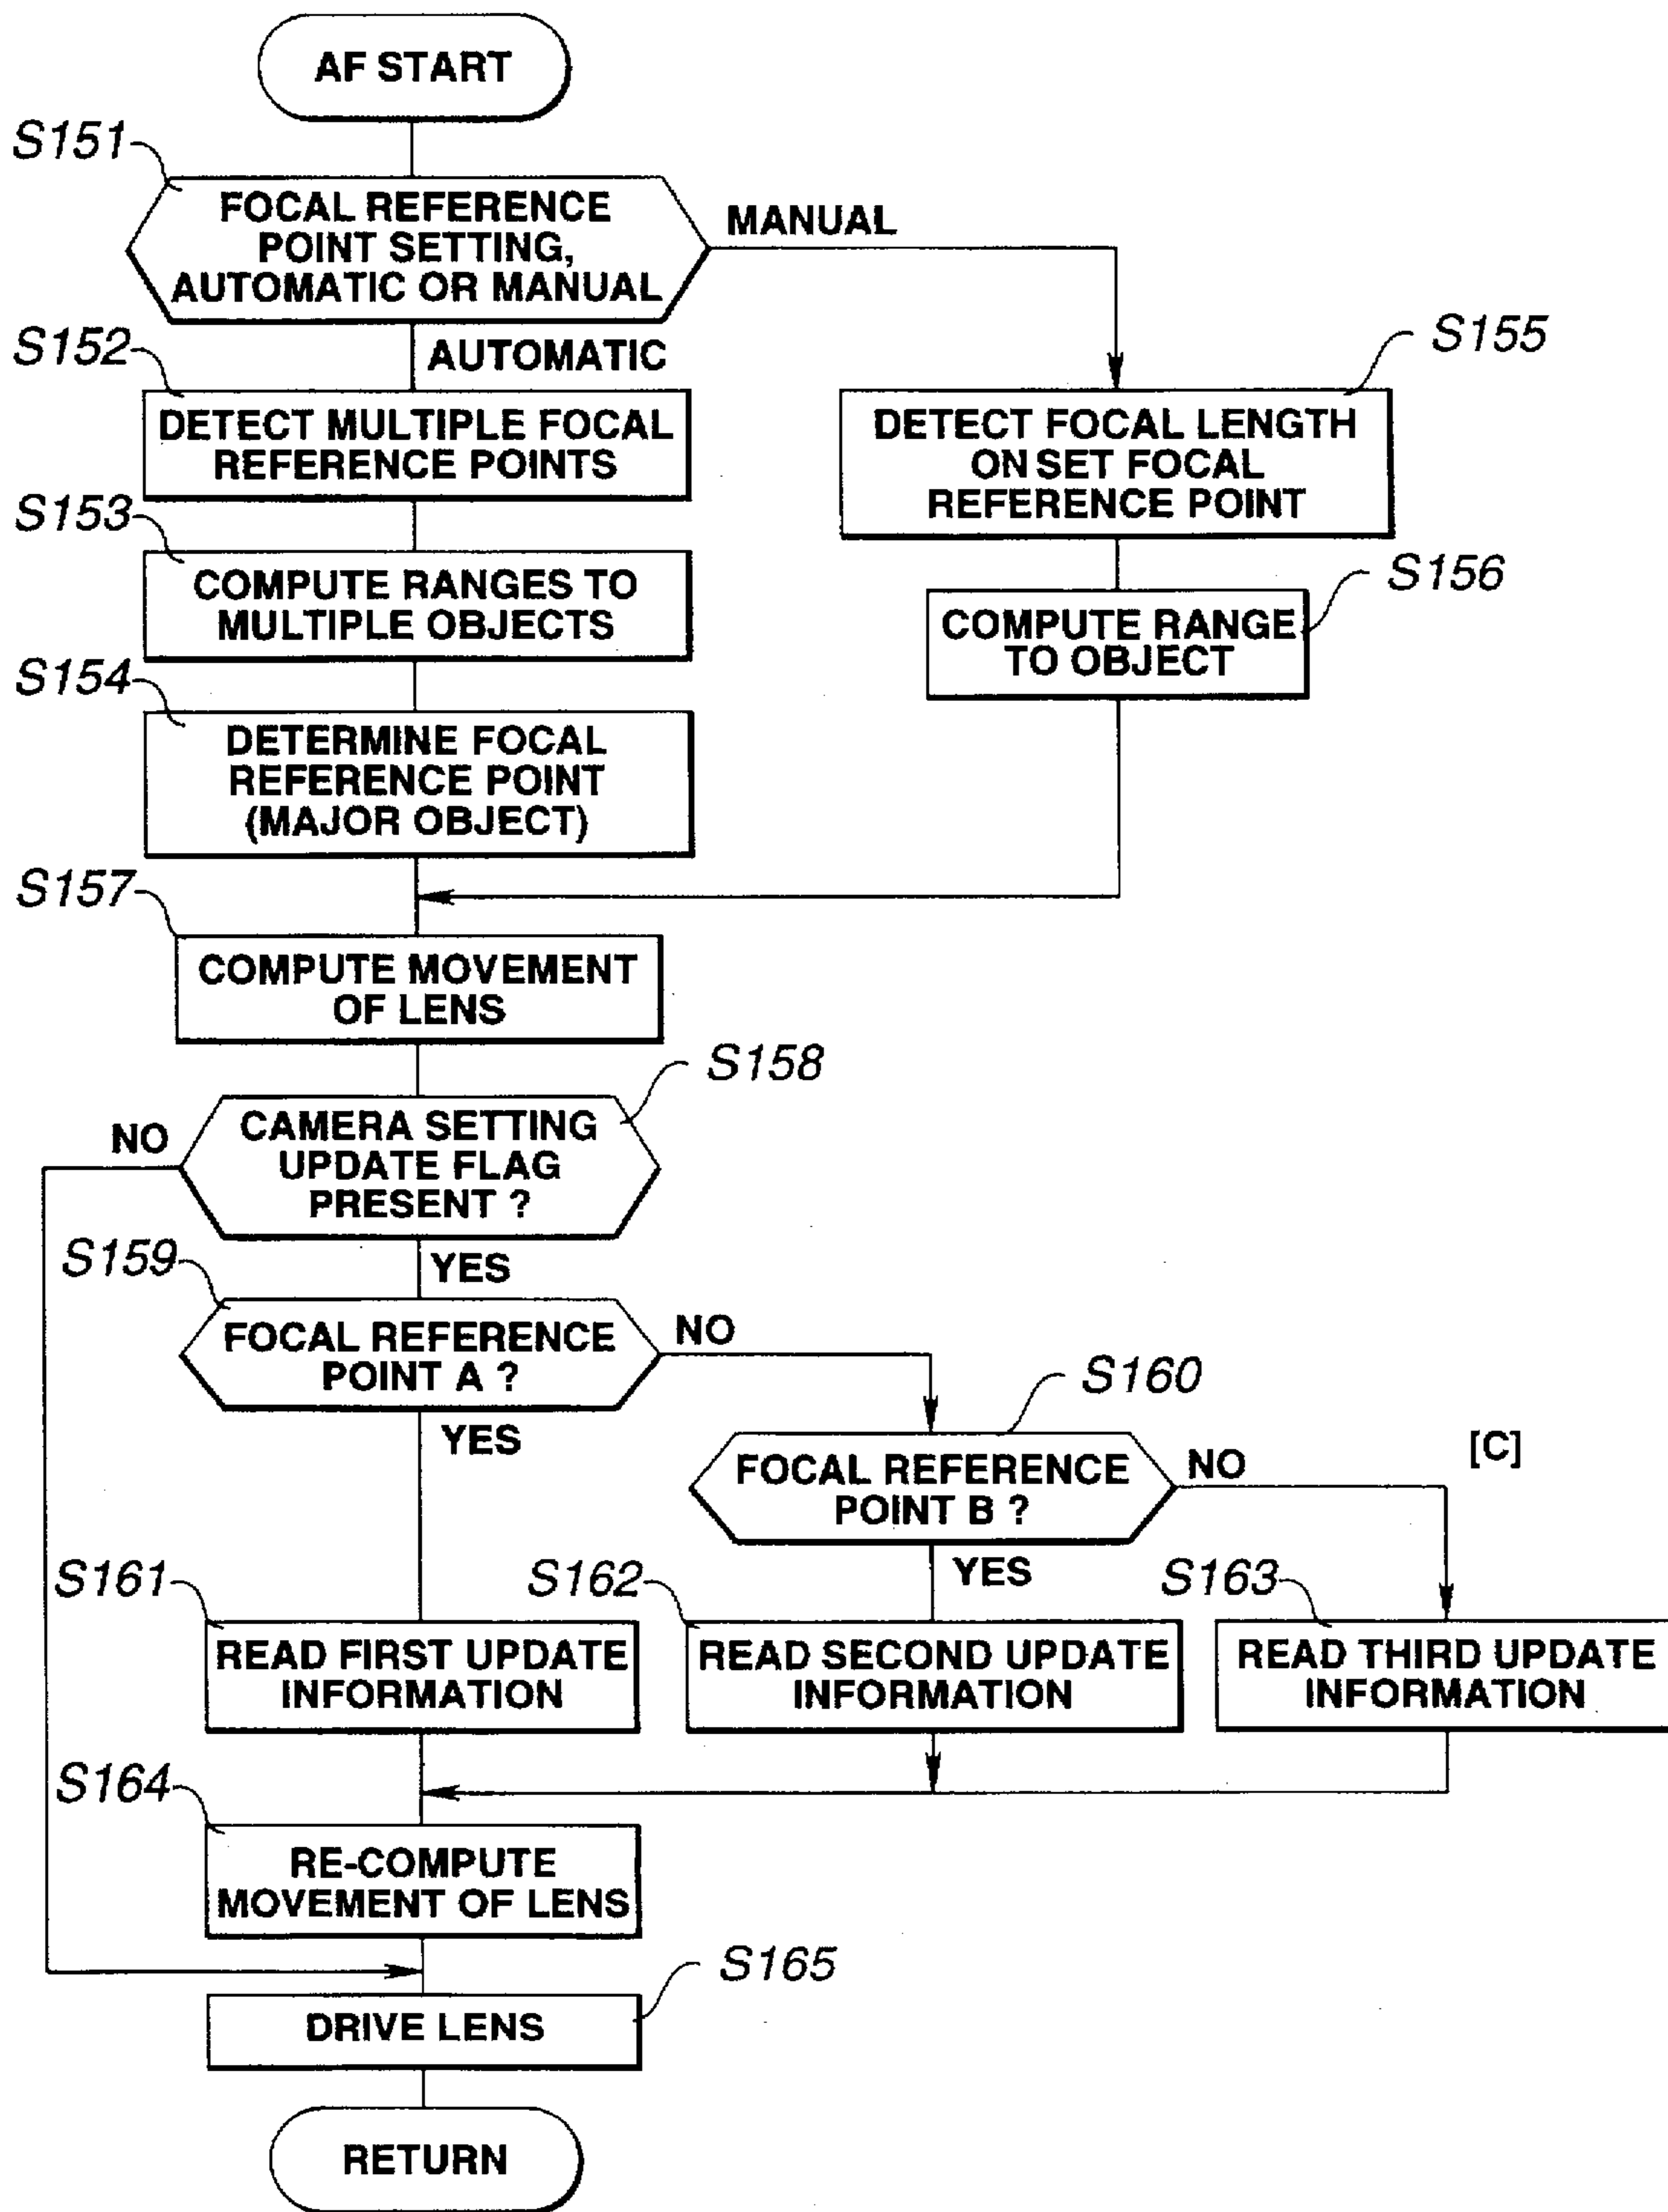 AF START
S151
FOCAL REFERENCE
POINT SETTING,
AUTOMATIC OR MANUAL
MANUAL
AUTOMATIC
S152
DETECT MULTIPLE FOCAL
REFERENCE POINTS
S155
DETECT FOCAL LENGTH
ON SET FOCAL
REFERENCE POINT
S153
COMPUTE RANGES TO
MULTIPLE OBJECTS
S156
COMPUTE RANGE
TO OBJECT
S154
DETERMINE FOCAL
REFERENCE POINT
(MAJOR OBJECT)
S157
COMPUTE MOVEMENT
OF LENS
S158
CAMERA SETTING
UPDATE FLAG
PRESENT ?
NO
YES
S159
FOCAL REFERENCE
POINT A ?
NO
YES
S160
FOCAL REFERENCE
POINT B ?
NO
[C]
YES
S161
READ FIRST UPDATE
INFORMATION
S162
READ SECOND UPDATE
INFORMATION
S163
READ THIRD UPDATE
INFORMATION
S164
RE-COMPUTE
MOVEMENT OF LENS
S165
DRIVE LENS
RETURN